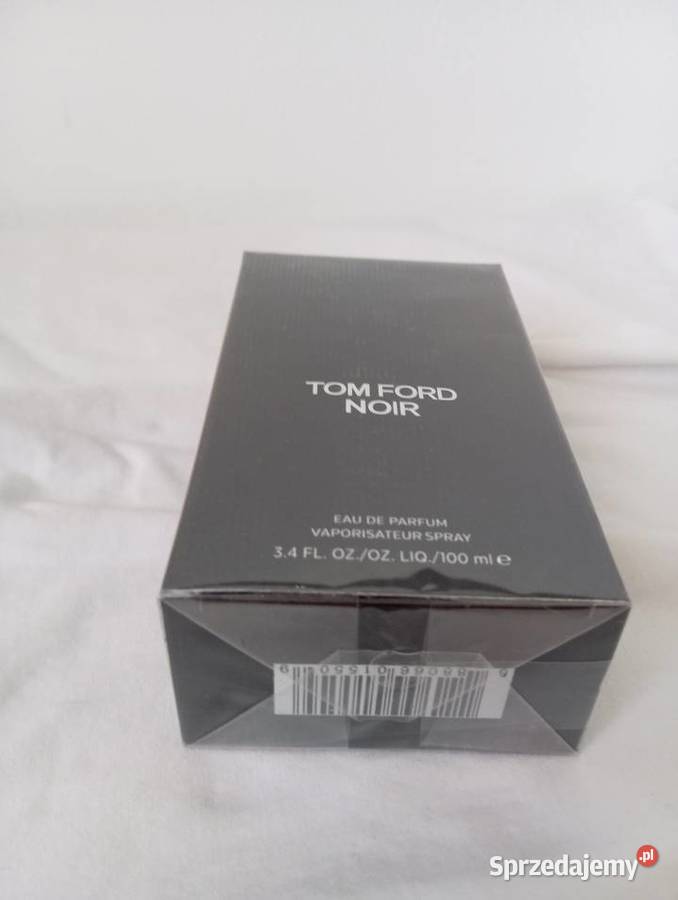 TOM FORD
NOIR
EAU DE PARFUM
VAPORISATEUR SPRAY
3.4 FL. OZ./OZ. LIQ./100 ml ℮
Sprzedajemy.pl